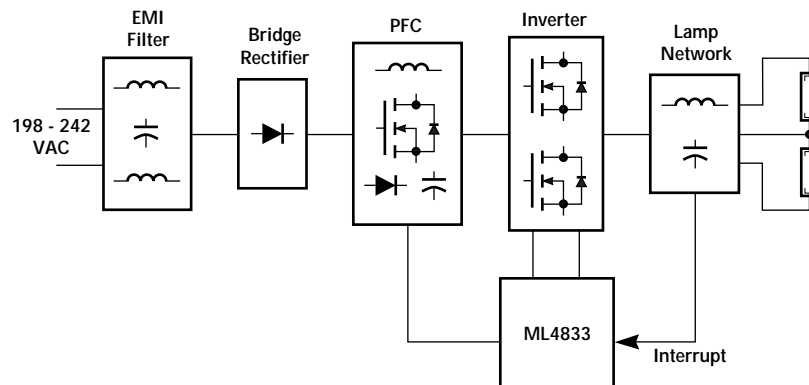 EMI
Filter
Bridge
Rectifier
PFC
Inverter
Lamp
Network
198 - 242
VAC
ML4833
Interrupt